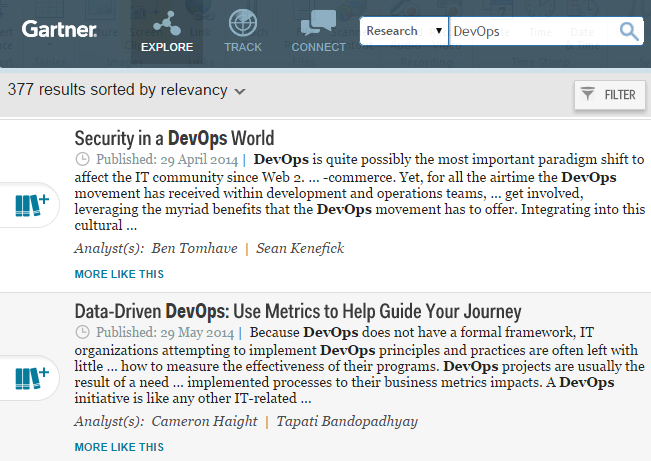 Gartner
EXPLORE
TRACK
CONNECT
Research
DevOps
377 results sorted by relevancy
FILTER
Security in a DevOps World
Published: 29 April 2014 | DevOps is quite possibly the most important paradigm shift to
affect the IT community since Web 2. ... -commerce. Yet, for all the airtime the DevOps
movement has received within development and operations teams, ... get involved,
leveraging the myriad benefits that the DevOps movement has to offer. Integrating into this
cultural ...
Analyst(s): Ben Tomhave | Sean Kenefick
MORE LIKE THIS
Data-Driven DevOps: Use Metrics to Help Guide Your Journey
Published: 29 May 2014 | Because DevOps does not have a formal framework, IT
organizations attempting to implement DevOps principles and practices are often left with
little ... how to measure the effectiveness of their programs. DevOps projects are usually the
result of a need ... implemented processes to their business metrics impacts. A DevOps
initiative is like any other IT-related ...
Analyst(s): Cameron Haight | Tapati Bandopadhyay
MORE LIKE THIS